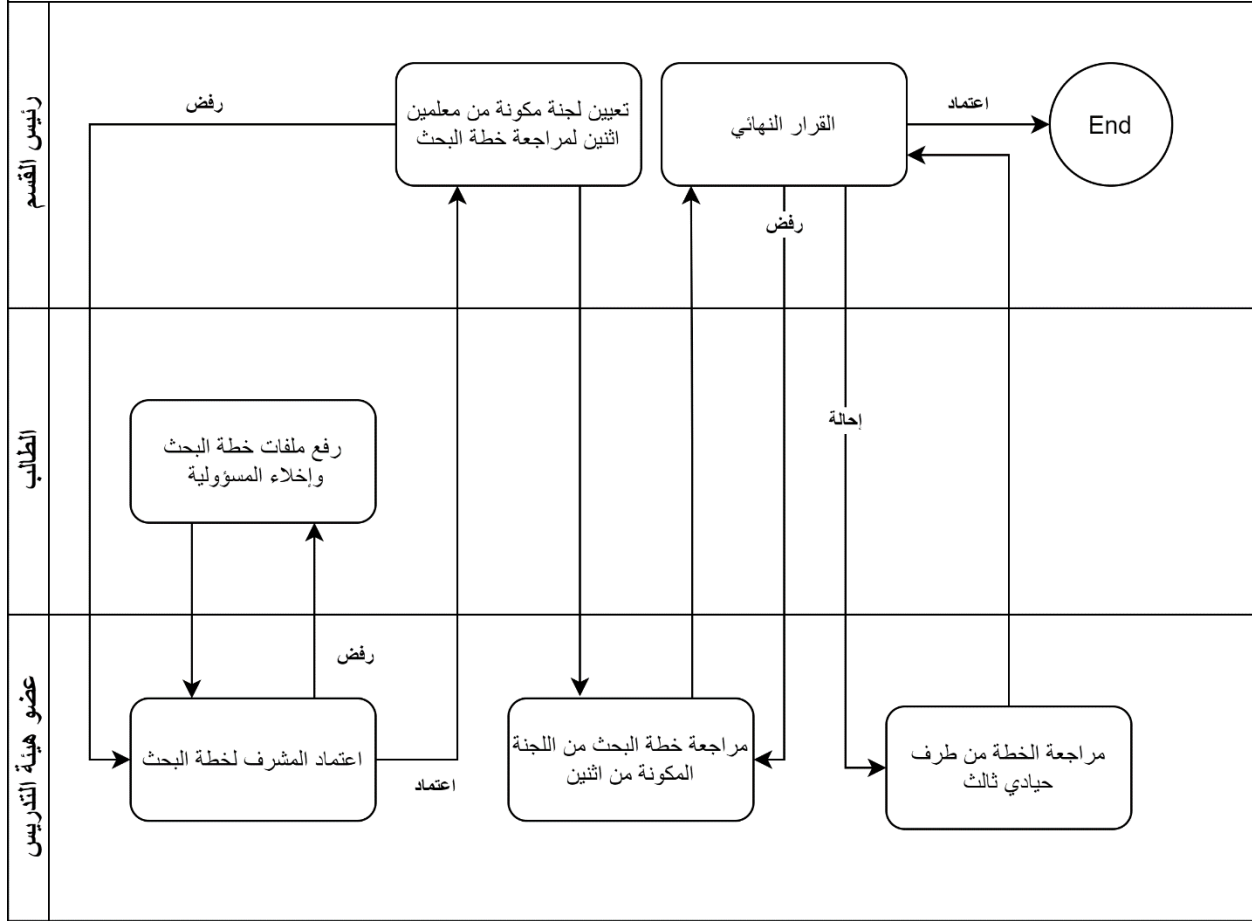 رئيس القسم
رفض
تعيين لجنة مكونة من معلمين
اثنين لمراجعة خطة البحث
القرار النهائي
اعتماد
End
رفض
الطالب
رفع ملفات خطة البحث
وإخلاء المسؤولية
إحالة
عضو هيئة التدريس
رفض
اعتماد المشرف لخطة البحث
اعتماد
مراجعة خطة البحث من اللجنة
المكونة من اثنين
مراجعة الخطة من طرف
حيادي ثالث